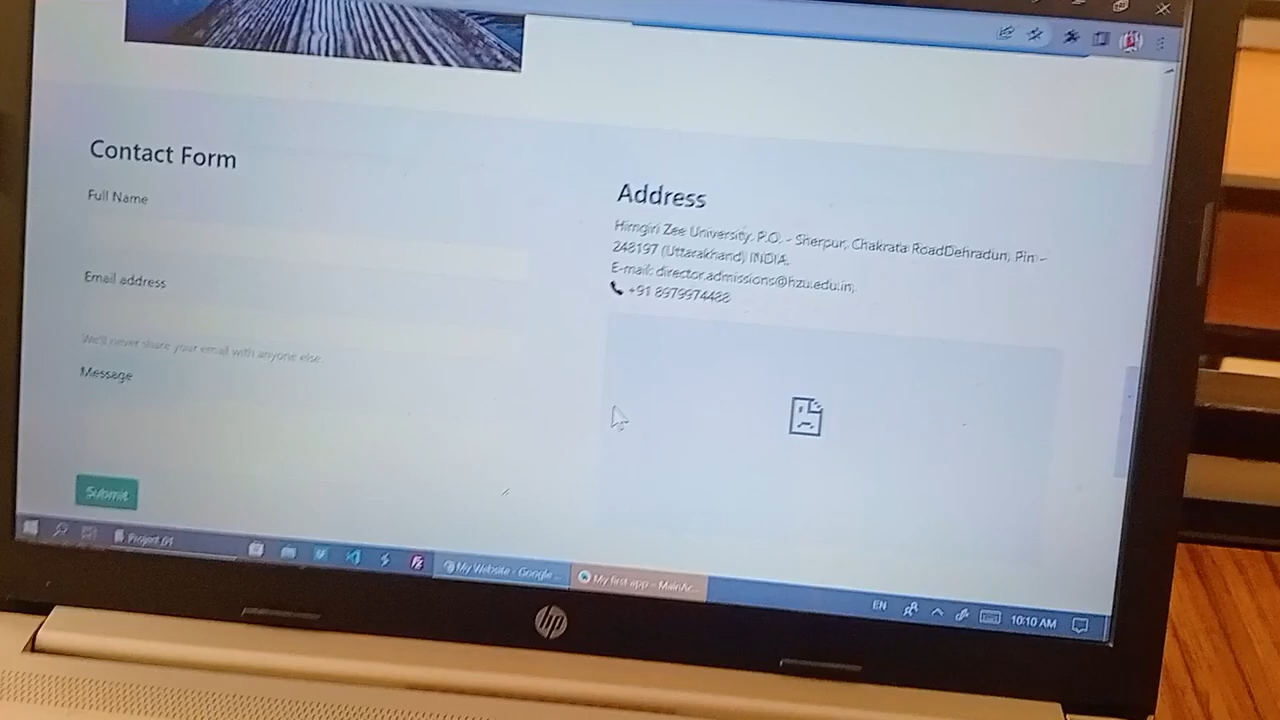 Contact Form
Full Name
Email address
We'll never share your email with anyone else.
Message
Submit
Address
Himgiri Zee University, P.O. - Sherpur, Chakrata RoadDehradun, Pin -
248197 (Uttarakhand) INDIA.
E-mail: director.admissions@hzu.edu.in,
+91 8979974488
Project 01
My Website - Google ...
My first app - MainAc...
EN
10:10 AM
hp